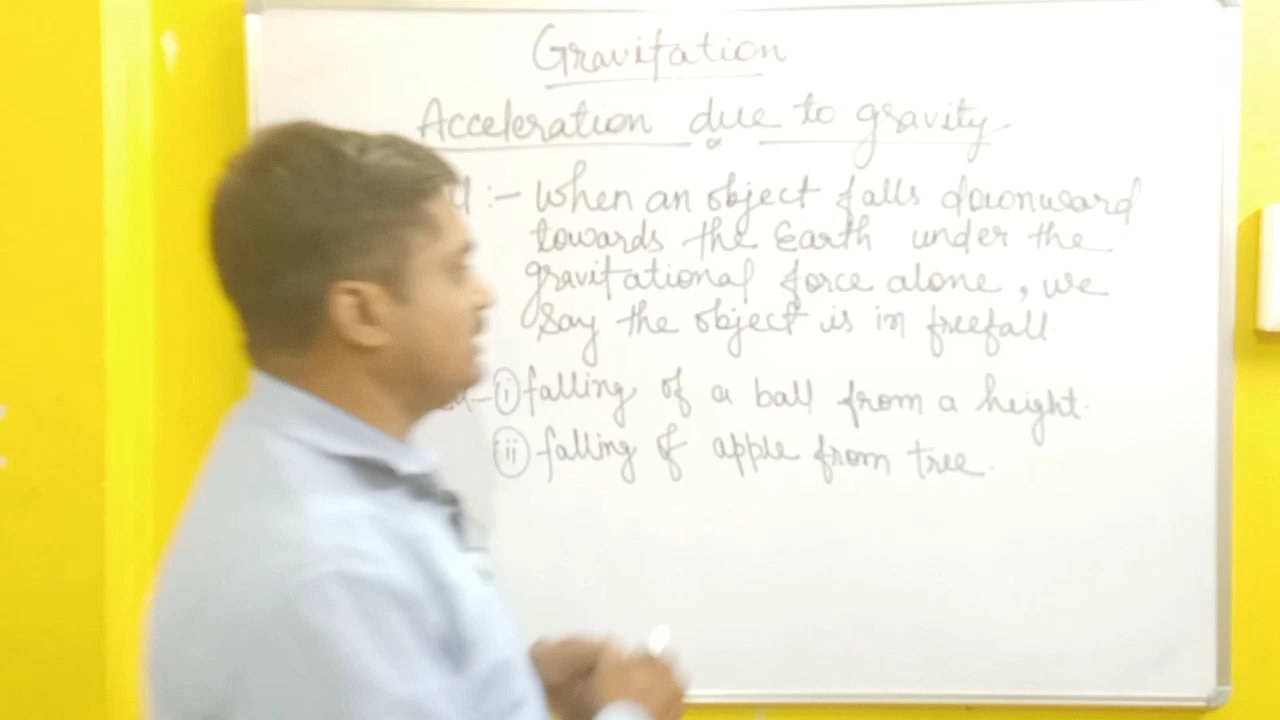 Gravitation
Acceleration due to gravity
:- When an object falls downward
towards the Earth under the
gravitational force alone, we
say the object is in freefall.
(i) falling of a ball from a height.
(ii) falling of apple from tree.